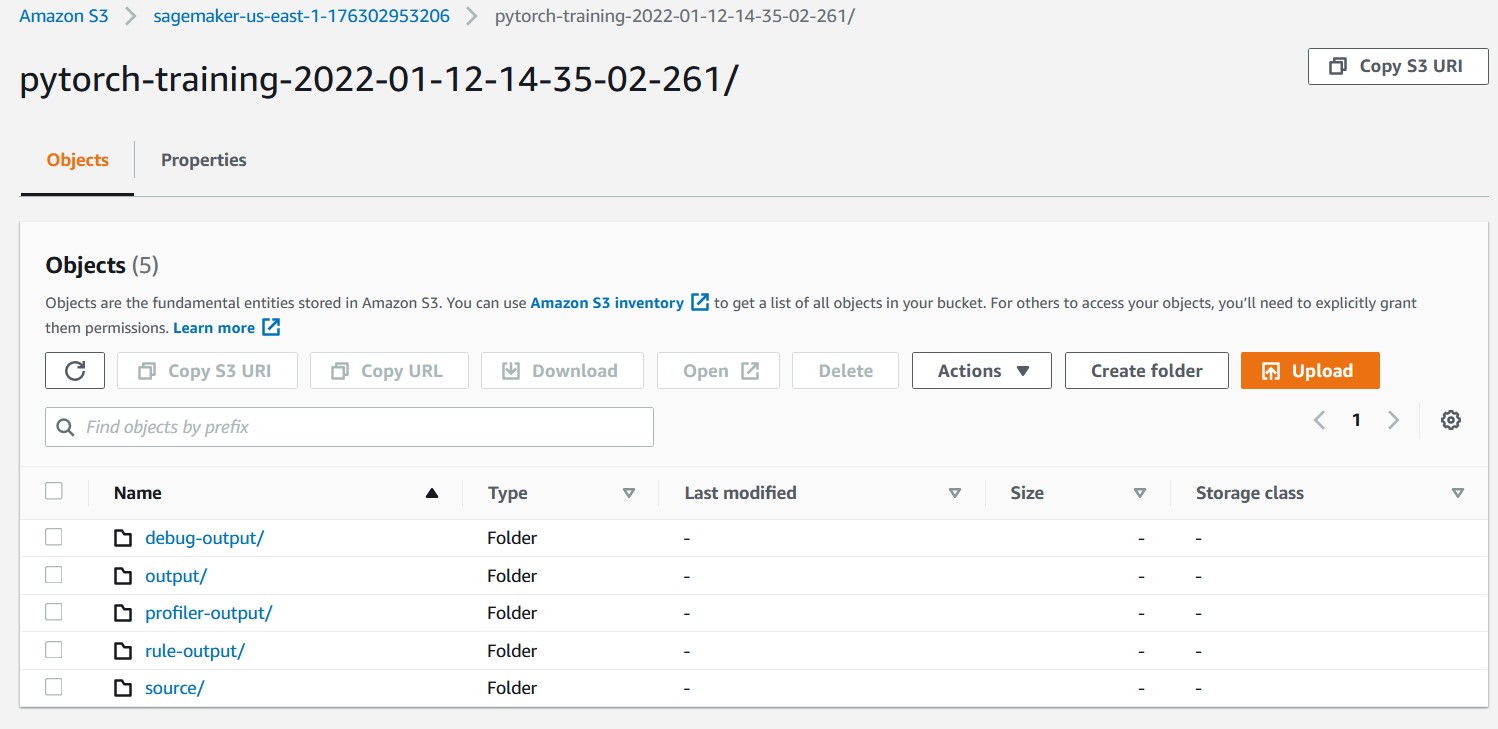 Amazon S3 > sagemaker-us-east-1-176302953206 > pytorch-training-2022-01-12-14-35-02-261/
pytorch-training-2022-01-12-14-35-02-261/
Copy S3 URI
Objects Properties
Objects (5)
Objects are the fundamental entities stored in Amazon S3. You can use Amazon S3 inventory to get a list of all objects in your bucket. For others to access your objects, you’ll need to explicitly grant
them permissions. Learn more
Copy S3 URI Copy URL Download Open Delete Actions Create folder Upload
Find objects by prefix
1
Name Type Last modified Size Storage class
debug-output/ Folder - - -
output/ Folder - - -
profiler-output/ Folder - - -
rule-output/ Folder - - -
source/ Folder - - -